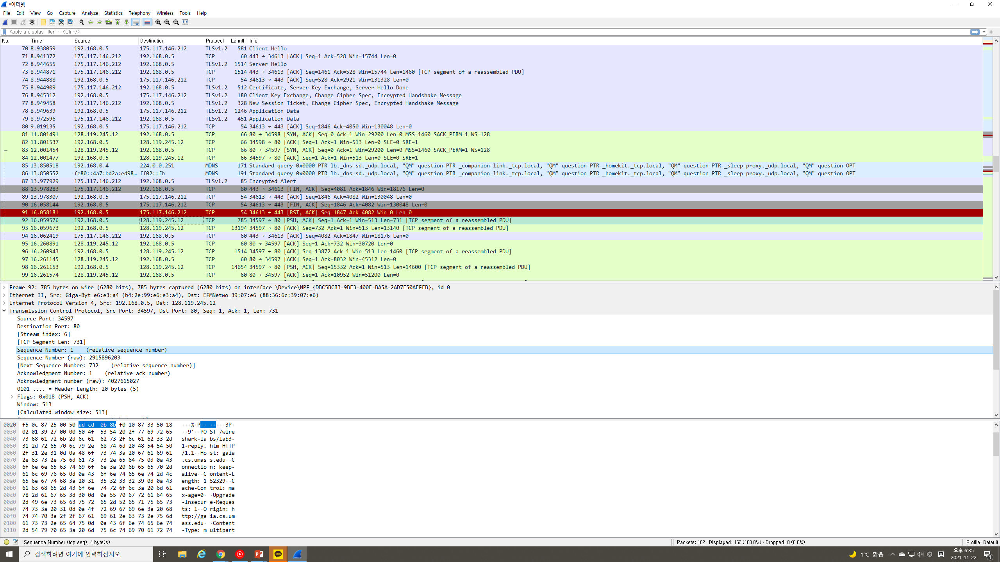 *이더넷
File Edit View Go Capture Analyze Statistics Telephony Wireless Tools Help
Apply a display filter ··· <Ctrl-/>
No. Time Source Destination Protocol Length Info
70 8.938059 192.168.0.5 175.117.146.212 TLSv1.2 581 Client Hello
71 8.941372 175.117.146.212 192.168.0.5 TCP 60 443 → 34613 [ACK] Seq=1 Ack=528 Win=15744 Len=0
72 8.944655 175.117.146.212 192.168.0.5 TLSv1.2 1514 Server Hello
73 8.944871 175.117.146.212 192.168.0.5 TCP 1514 443 → 34613 [ACK] Seq=1461 Ack=528 Win=15744 Len=1460 [TCP segment of a reassembled PDU]
74 8.944888 192.168.0.5 175.117.146.212 TCP 54 34613 → 443 [ACK] Seq=528 Ack=2921 Win=131328 Len=0
75 8.944909 175.117.146.212 192.168.0.5 TLSv1.2 512 Certificate, Server Key Exchange, Server Hello Done
76 8.945312 192.168.0.5 175.117.146.212 TLSv1.2 180 Client Key Exchange, Change Cipher Spec, Encrypted Handshake Message
77 8.949458 175.117.146.212 192.168.0.5 TLSv1.2 328 New Session Ticket, Change Cipher Spec, Encrypted Handshake Message
78 8.949639 192.168.0.5 175.117.146.212 TLSv1.2 1246 Application Data
79 8.972596 175.117.146.212 192.168.0.5 TLSv1.2 451 Application Data
80 9.019135 192.168.0.5 175.117.146.212 TCP 54 34613 → 443 [ACK] Seq=1846 Ack=4050 Win=130048 Len=0
81 11.801491 128.119.245.12 192.168.0.5 TCP 66 80 → 34598 [SYN, ACK] Seq=0 Ack=1 Win=29200 Len=0 MSS=1460 SACK_PERM=1 WS=128
82 11.801537 192.168.0.5 128.119.245.12 TCP 66 34598 → 80 [ACK] Seq=1 Ack=1 Win=513 Len=0 SLE=0 SRE=1
83 12.001454 128.119.245.12 192.168.0.5 TCP 66 80 → 34597 [SYN, ACK] Seq=0 Ack=1 Win=29200 Len=0 MSS=1460 SACK_PERM=1 WS=128
84 12.001477 192.168.0.5 128.119.245.12 TCP 66 34597 → 80 [ACK] Seq=1 Ack=1 Win=513 Len=0 SLE=0 SRE=1
85 13.850518 192.168.0.4 224.0.0.251 MDNS 171 Standard query 0x0000 PTR lb._dns-sd._udp.local, "QM" question PTR _companion-link._tcp.local, "QM" question PTR _homekit._tcp.local, "QM" question PTR _sleep-proxy._udp.local, "QM" question OPT
86 13.850552 fe80::4a7:bd2a:ed98… ff02::fb MDNS 191 Standard query 0x0000 PTR lb._dns-sd._udp.local, "QM" question PTR _companion-link._tcp.local, "QM" question PTR _homekit._tcp.local, "QM" question PTR _sleep-proxy._udp.local, "QM" question OPT
87 13.977929 175.117.146.212 192.168.0.5 TLSv1.2 85 Encrypted Alert
88 13.978283 175.117.146.212 192.168.0.5 TCP 60 443 → 34613 [FIN, ACK] Seq=4081 Ack=1846 Win=18176 Len=0
89 13.978307 192.168.0.5 175.117.146.212 TCP 54 34613 → 443 [ACK] Seq=1846 Ack=4082 Win=130048 Len=0
90 16.058144 192.168.0.5 175.117.146.212 TCP 54 34613 → 443 [FIN, ACK] Seq=1846 Ack=4082 Win=130048 Len=0
91 16.058181 192.168.0.5 175.117.146.212 TCP 54 34613 → 443 [RST, ACK] Seq=1847 Ack=4082 Win=0 Len=0
92 16.059576 192.168.0.5 128.119.245.12 TCP 785 34597 → 80 [PSH, ACK] Seq=1 Ack=1 Win=513 Len=731 [TCP segment of a reassembled PDU]
93 16.059673 192.168.0.5 128.119.245.12 TCP 13194 34597 → 80 [ACK] Seq=732 Ack=1 Win=513 Len=13140 [TCP segment of a reassembled PDU]
94 16.062419 175.117.146.212 192.168.0.5 TCP 60 443 → 34613 [ACK] Seq=4082 Ack=1847 Win=18176 Len=0
95 16.260891 128.119.245.12 192.168.0.5 TCP 60 80 → 34597 [ACK] Seq=1 Ack=732 Win=30720 Len=0
96 16.260943 192.168.0.5 128.119.245.12 TCP 1514 34597 → 80 [ACK] Seq=13872 Ack=1 Win=513 Len=1460 [TCP segment of a reassembled PDU]
97 16.261145 128.119.245.12 192.168.0.5 TCP 60 80 → 34597 [ACK] Seq=1 Ack=8032 Win=45312 Len=0
98 16.261153 192.168.0.5 128.119.245.12 TCP 14654 34597 → 80 [PSH, ACK] Seq=15332 Ack=1 Win=513 Len=14600 [TCP segment of a reassembled PDU]
99 16.261574 128.119.245.12 192.168.0.5 TCP 60 80 → 34597 [ACK] Seq=1 Ack=10952 Win=51200 Len=0
Frame 92: 785 bytes on wire (6280 bits), 785 bytes captured (6280 bits) on interface \Device\NPF_{DBC5BCB3-9BE3-400E-BA5A-2AD7E50AEFEB}, id 0
Ethernet II, Src: Giga-Byt_e6:e3:a4 (b4:2e:99:e6:e3:a4), Dst: EFMNetwo_39:07:e6 (88:36:6c:39:07:e6)
Internet Protocol Version 4, Src: 192.168.0.5, Dst: 128.119.245.12
Transmission Control Protocol, Src Port: 34597, Dst Port: 80, Seq: 1, Ack: 1, Len: 731
Source Port: 34597
Destination Port: 80
[Stream index: 6]
[TCP Segment Len: 731]
Sequence Number: 1 (relative sequence number)
Sequence Number (raw): 2915896203
[Next Sequence Number: 732 (relative sequence number)]
Acknowledgment Number: 1 (relative ack number)
Acknowledgment number (raw): 4027615027
0101 .... = Header Length: 20 bytes (5)
Flags: 0x018 (PSH, ACK)
Window: 513
[Calculated window size: 513]
0020 f5 0c 87 25 00 50 ad cd 0b 8b f0 10 87 33 50 18 ···%·P·· ·····3P·
0030 02 01 39 27 00 00 50 4f 53 54 20 2f 77 69 72 65 ··9'··PO ST /wire
0040 73 68 61 72 6b 2d 6c 61 62 73 2f 6c 61 62 33 2d shark-la bs/lab3-
0050 31 2d 72 65 70 6c 79 2e 68 74 6d 20 48 54 54 50 1-reply. htm HTTP
0060 2f 31 2e 31 0d 0a 48 6f 73 74 3a 20 67 61 69 61 /1.1··Ho st: gaia
0070 2e 63 73 2e 75 6d 61 73 73 2e 65 64 75 0d 0a 43 .cs.umas s.edu··C
0080 6f 6e 6e 65 63 74 69 6f 6e 3a 20 6b 65 65 70 2d onnectio n: keep-
0090 61 6c 69 76 65 0d 0a 43 6f 6e 74 65 6e 74 2d 4c alive··C ontent-L
00a0 65 6e 67 74 68 3a 20 31 35 32 33 32 39 0d 0a 43 ength: 1 52329··C
00b0 61 63 68 65 2d 43 6f 6e 74 72 6f 6c 3a 20 6d 61 ache-Con trol: ma
00c0 78 2d 61 67 65 3d 30 0d 0a 55 70 67 72 61 64 65 x-age=0· ·Upgrade
00d0 2d 49 6e 73 65 63 75 72 65 2d 52 65 71 75 65 73 -Insecur e-Reques
00e0 74 73 3a 20 31 0d 0a 4f 72 69 67 69 6e 3a 20 68 ts: 1··O rigin: h
00f0 74 74 70 3a 2f 2f 67 61 69 61 2e 63 73 2e 75 6d ttp://ga ia.cs.um
0100 61 73 73 2e 65 64 75 0d 0a 43 6f 6e 74 65 6e 74 ass.edu· ·Content
0110 2d 54 79 70 65 3a 20 6d 75 6c 74 69 70 61 72 74 -Type: m ultipart
Sequence Number (tcp.seq), 4 byte(s) Packets: 162 · Displayed: 162 (100.0%) · Dropped: 0 (0.0%) Profile: Default
검색하려면 여기에 입력하십시오. TALK 1°C 맑음 한 오후 6:35
2021-11-22 1